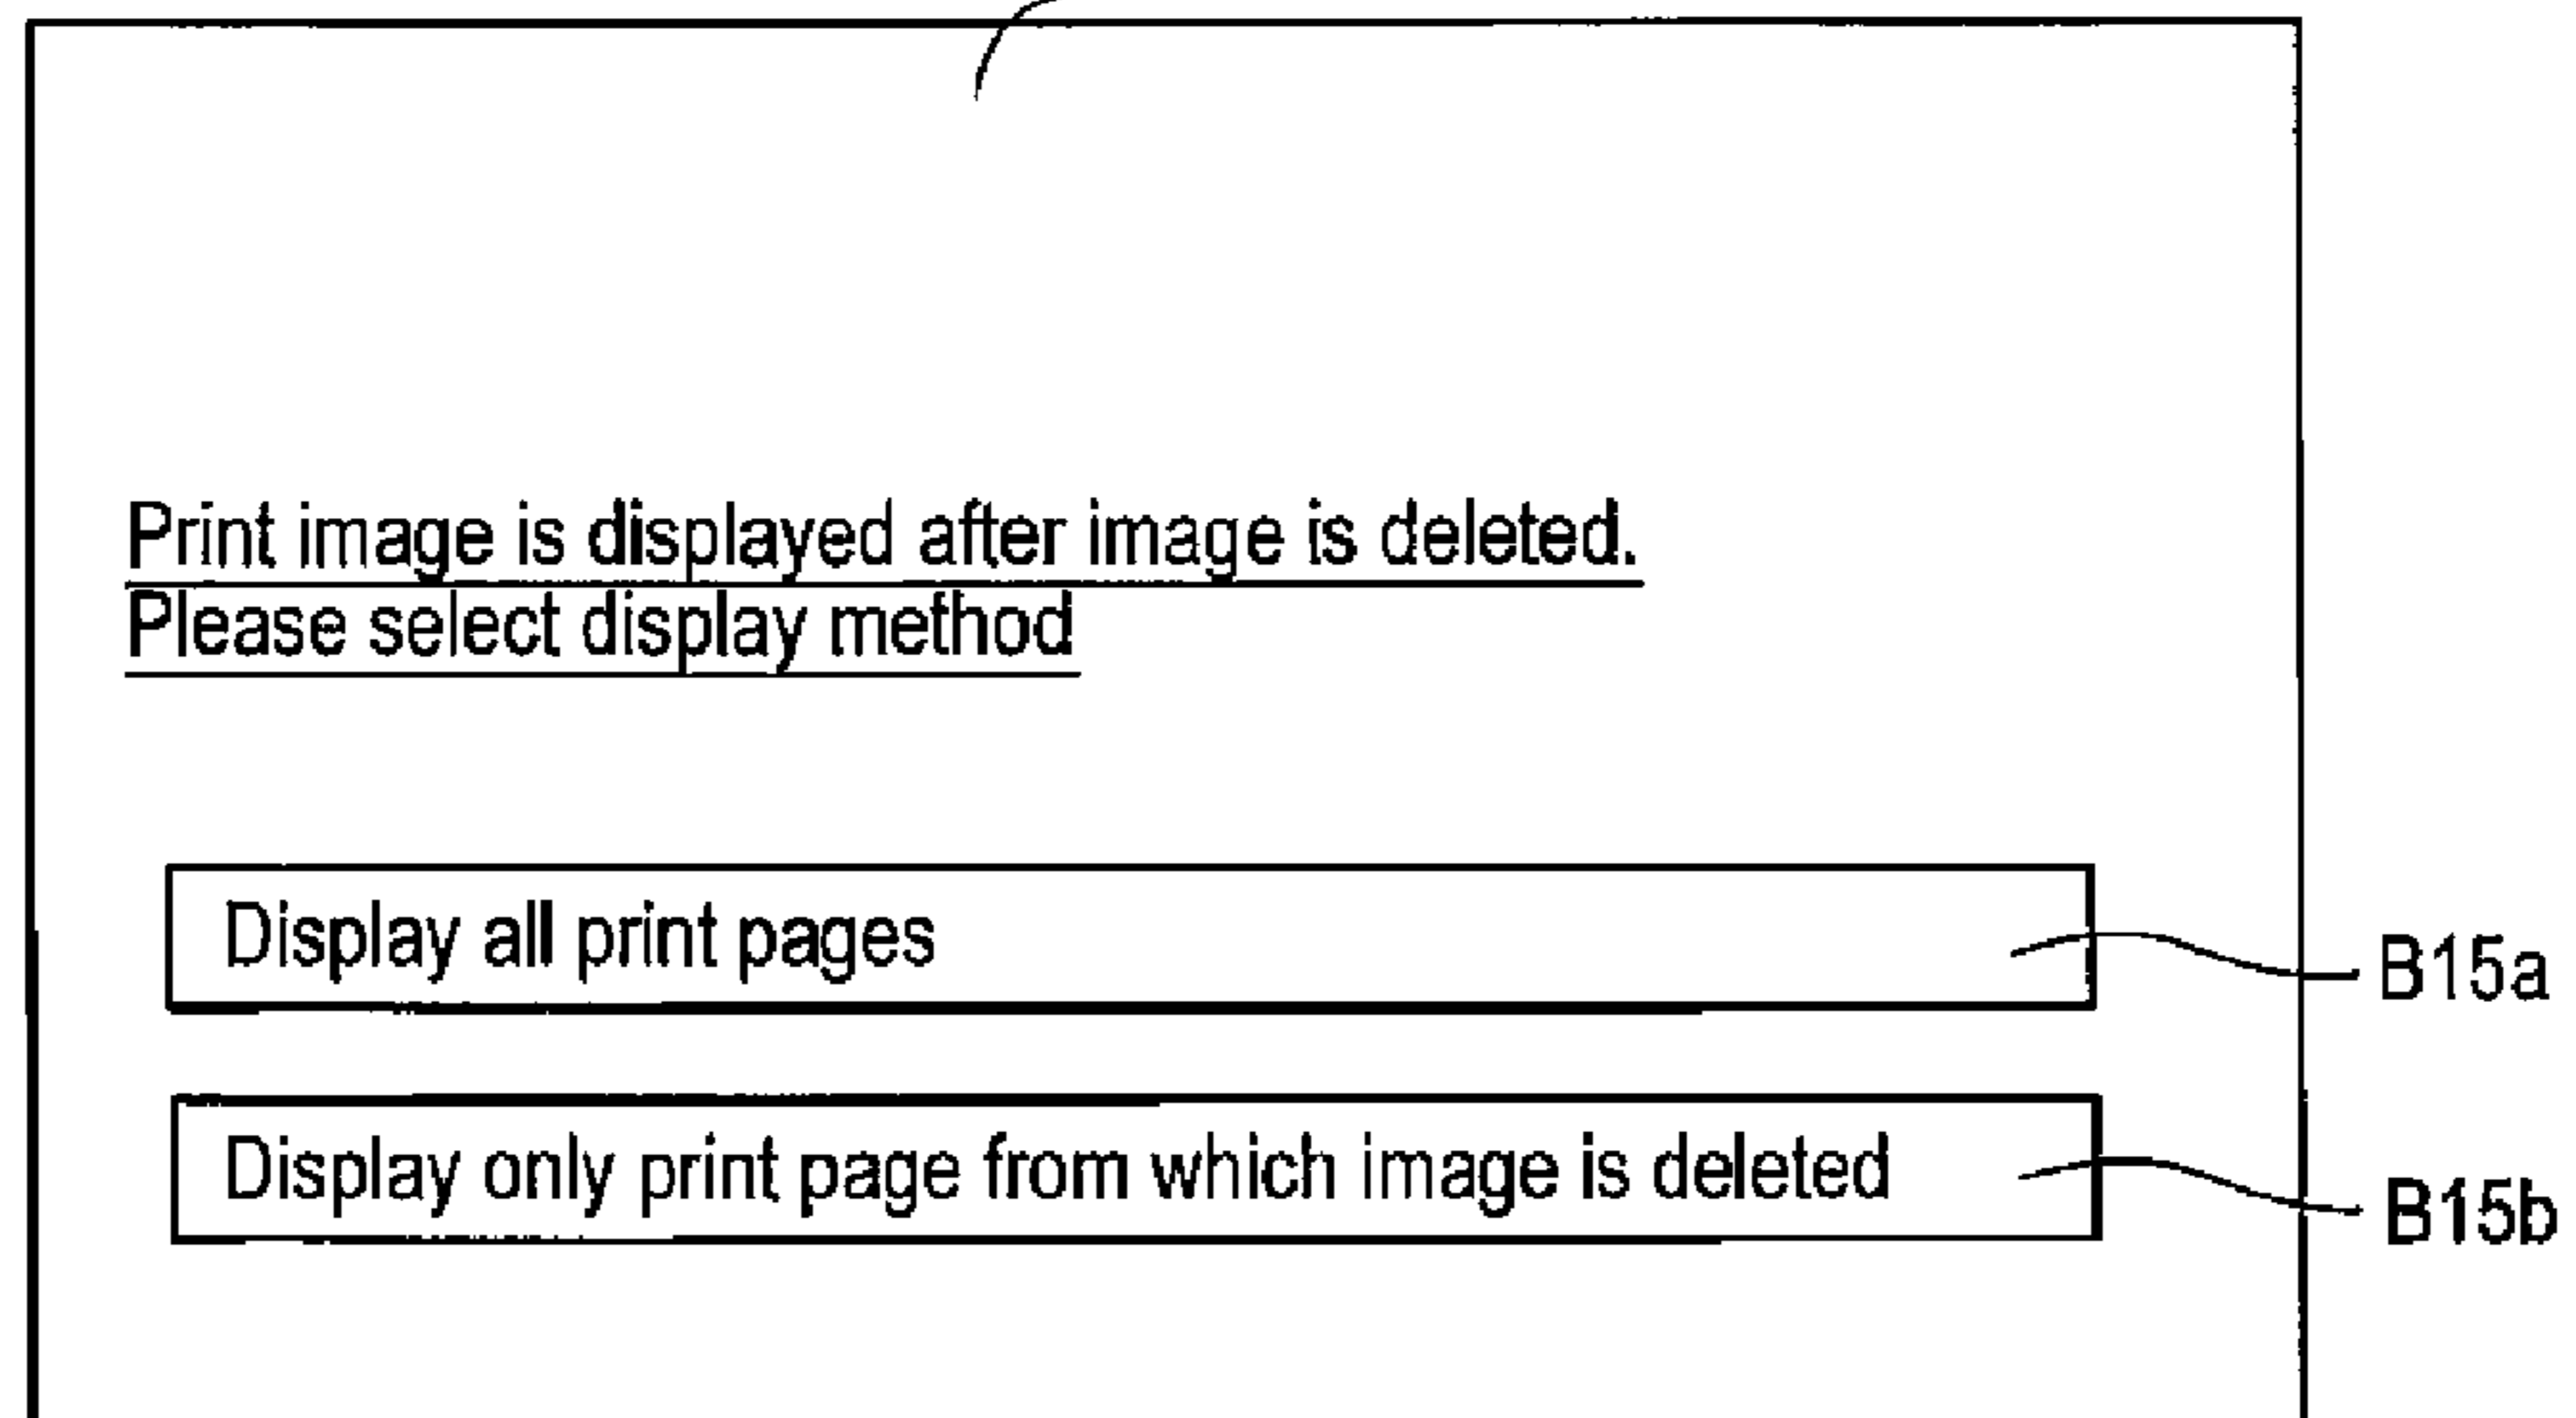 Print image is displayed after image is deleted.
Please select display method
Display all print pages
B15a
Display only print page from which image is deleted
B15b